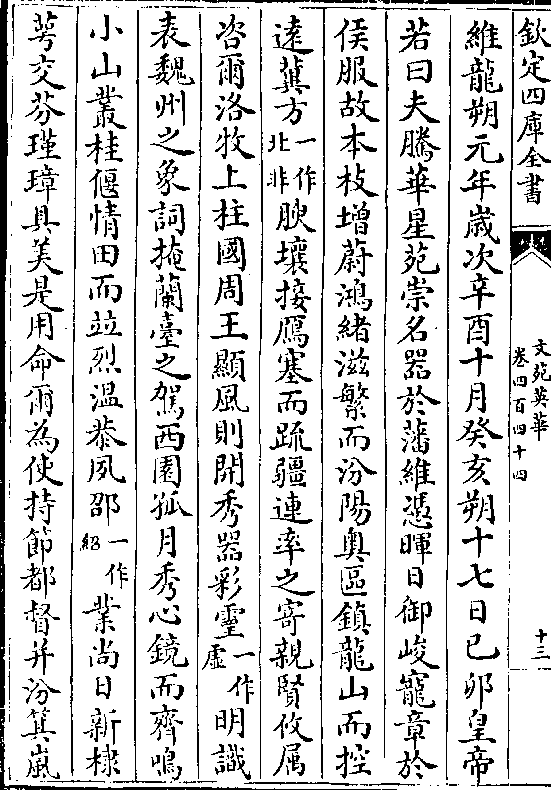 欽定四庫全書
文苑英華
卷四百四十四
十三
維龍朔元年歲次辛酉十月癸亥朔十七日已卯皇帝
若曰夫騰華星苑崇名器於藩維憑暉日御峻寵章於
侯服故本枝增蔚鴻緒滋繁而汾陽奥區鎮龍山而控
逺冀方一作北非腴壤接鴈塞而疏疆連率之寄親賢攸屬
咨爾洛牧上柱國周王顯風則開秀器彩靈一作虚明識
表魏州之象詞掩蘭臺之駕西園孤月秀心鏡而齊鳴
小山叢桂偃情田而竝烈温恭夙邵一作紹業尚日新棣
萼交芬瑾璋具美是用命爾為使持節都督并汾箕嵐